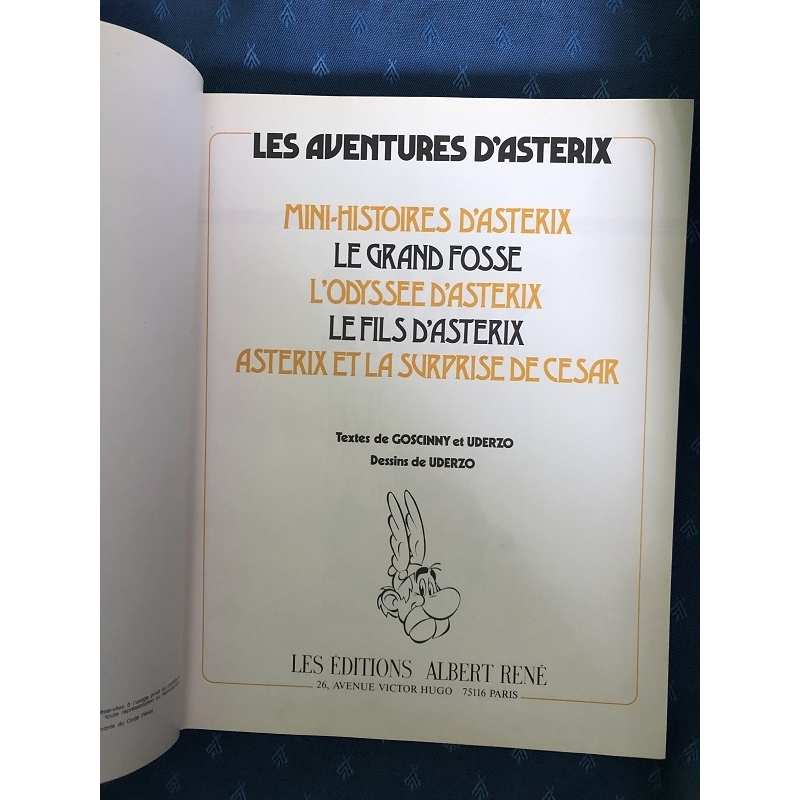 LES AVENTURES D'ASTERIX
MINI-HISTOIRES D'ASTERIX
LE GRAND FOSSE
L'ODYSSEE D'ASTERIX
LE FILS D'ASTERIX
ASTERIX ET LA SURPRISE DE CESAR
Textes de GOSCINNY et UDERZO
Dessins de UDERZO
LES ÉDITIONS ALBERT RENÉ
26, AVENUE VICTOR HUGO 75116 PARIS